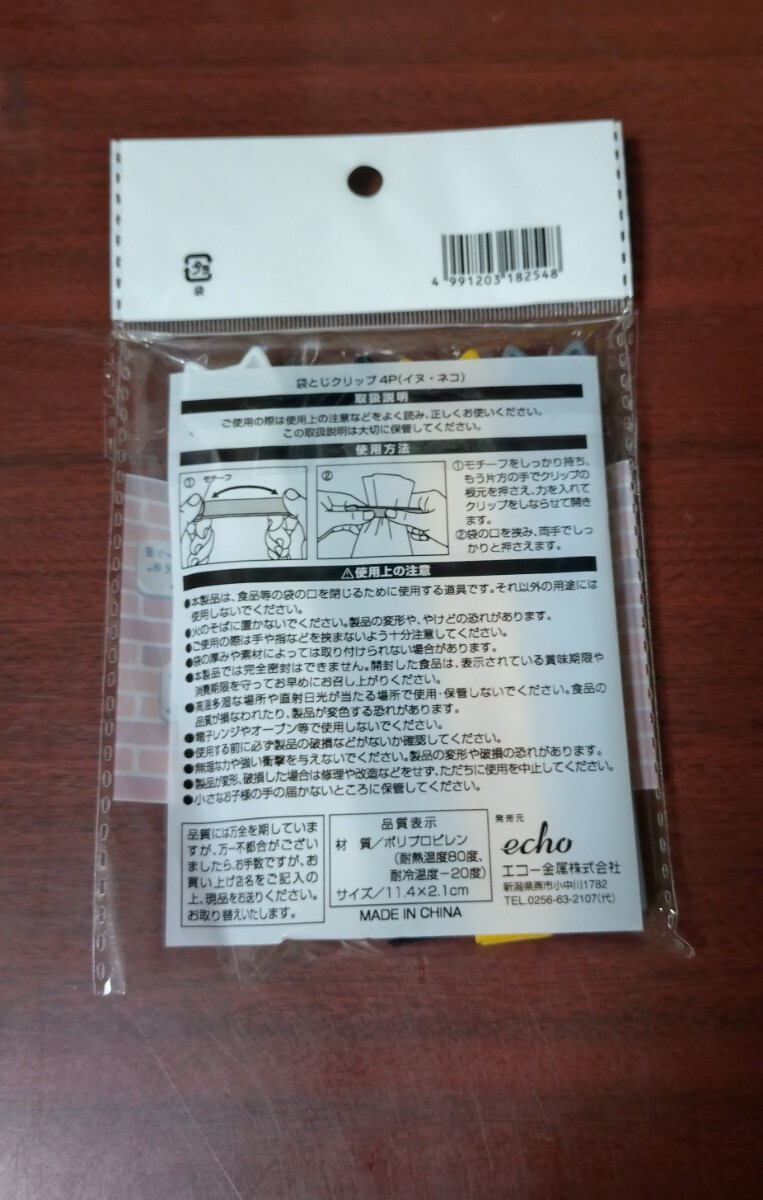 プラ
袋
4 991203 182548
袋とじクリップ 4P(イヌ・ネコ)
取扱説明
ご使用の際は使用上の注意などをよく読み、正しくお使いください。
この取扱説明は大切に保管してください。
使用方法
① モチーフ
②
①モチーフをしっかり持ち、
もう片方の手でクリップの
根元を押さえ、力を入れて
クリップをしならせて開き
ます。
②袋の口を挟み、両手でしっ
かりと押さえます。
⚠使用上の注意
●本製品は、食品等の袋の口を閉じるために使用する道具です。それ以外の用途には
使用しないでください。
●火のそばに置かないでください。製品の変形や、やけどの恐れがあります。
●ご使用の際は手や指などを挟まないよう十分注意してください。
●袋の厚みや素材によっては取り付けられない場合があります。
●本製品では完全密封はできません。開封した食品は、表示されている賞味期限や
消費期限を守ってお早めにお召し上がりください。
●高温多湿な場所や直射日光が当たる場所で使用・保管しないでください。食品の
品質が損なわれたり、製品が変色する恐れがあります。
●電子レンジやオーブン等で使用しないでください。
●使用する前に必ず製品の破損などがないか確認してください。
●無理な力や強い衝撃を与えないでください。製品の変形や破損の恐れがあります。
●製品が変形、破損した場合は修理や改造などをせず、ただちに使用を中止してください。
●小さなお子様の手の届かないところに保管してください。
品質には万全を期していま
すが、万一不都合がござい
ましたら、お手数ですが、お
買い上げ店名をご記入の
上、現品をお送りください。
お取り替えいたします。
品質表示
材 質/ポリプロピレン
(耐熱温度80度、
耐冷温度-20度)
サイズ/11.4×2.1cm
MADE IN CHINA
発売元
echo
エコー金属株式会社
新潟県燕市小中川1782
TEL.0256-63-2107(代)